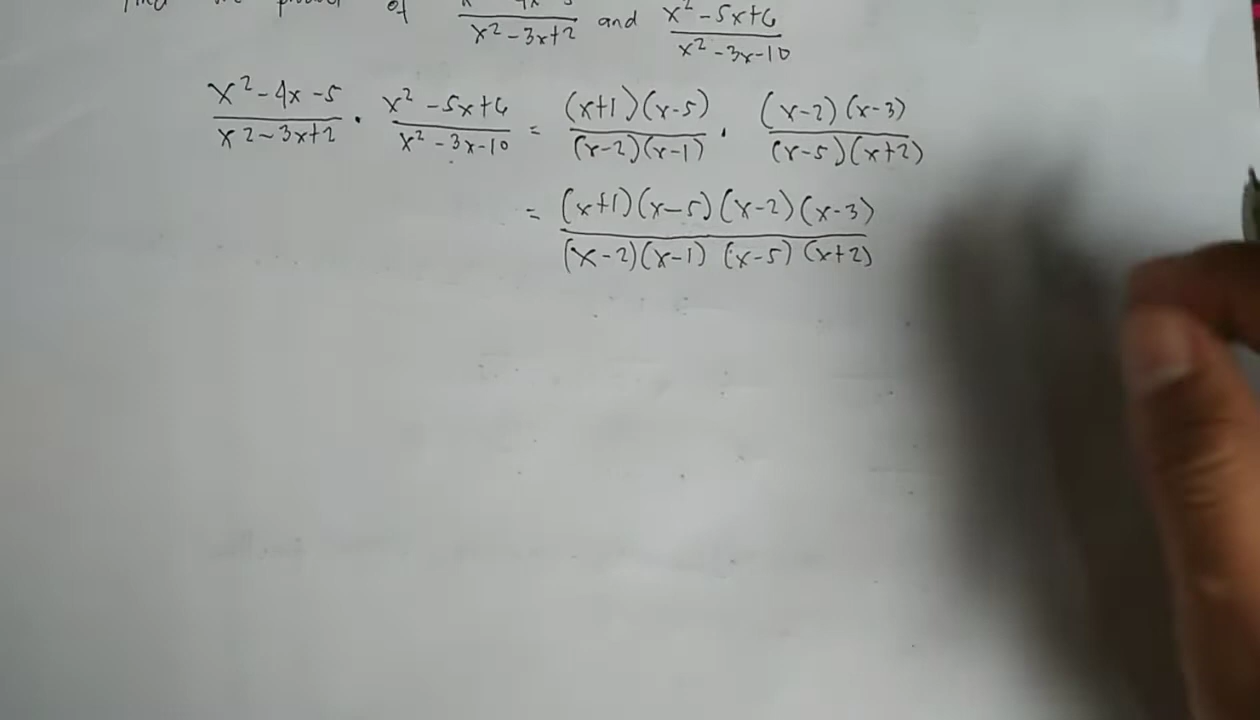 of x² - 3x+2 and x² - 5x+6 / x² - 3x-10
x² - 4x - 5 / x2 - 3x+2 · x² - 5x+6 / x² - 3x-10 = (x+1)(x-5) / (x-2)(x-1) · (x-2)(x-3) / (x-5)(x+2)
= (x+1)(x-5)(x-2)(x-3) / (x-2)(x-1)(x-5)(x+2)